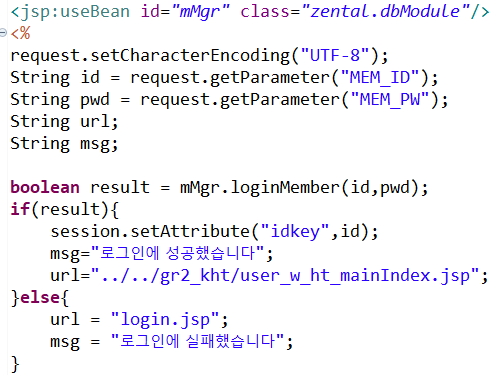 <jsp:useBean id="mMgr" class="zental.dbModule"/>
<%
request.setCharacterEncoding("UTF-8");
String id = request.getParameter("MEM_ID");
String pwd = request.getParameter("MEM_PW");
String url;
String msg;

boolean result = mMgr.loginMember(id,pwd);
if(result){
    session.setAttribute("idkey",id);
    msg="로그인에 성공했습니다";
    url="../../gr2_kht/user_w_ht_mainIndex.jsp";
}else{
    url = "login.jsp";
    msg = "로그인에 실패했습니다";
}